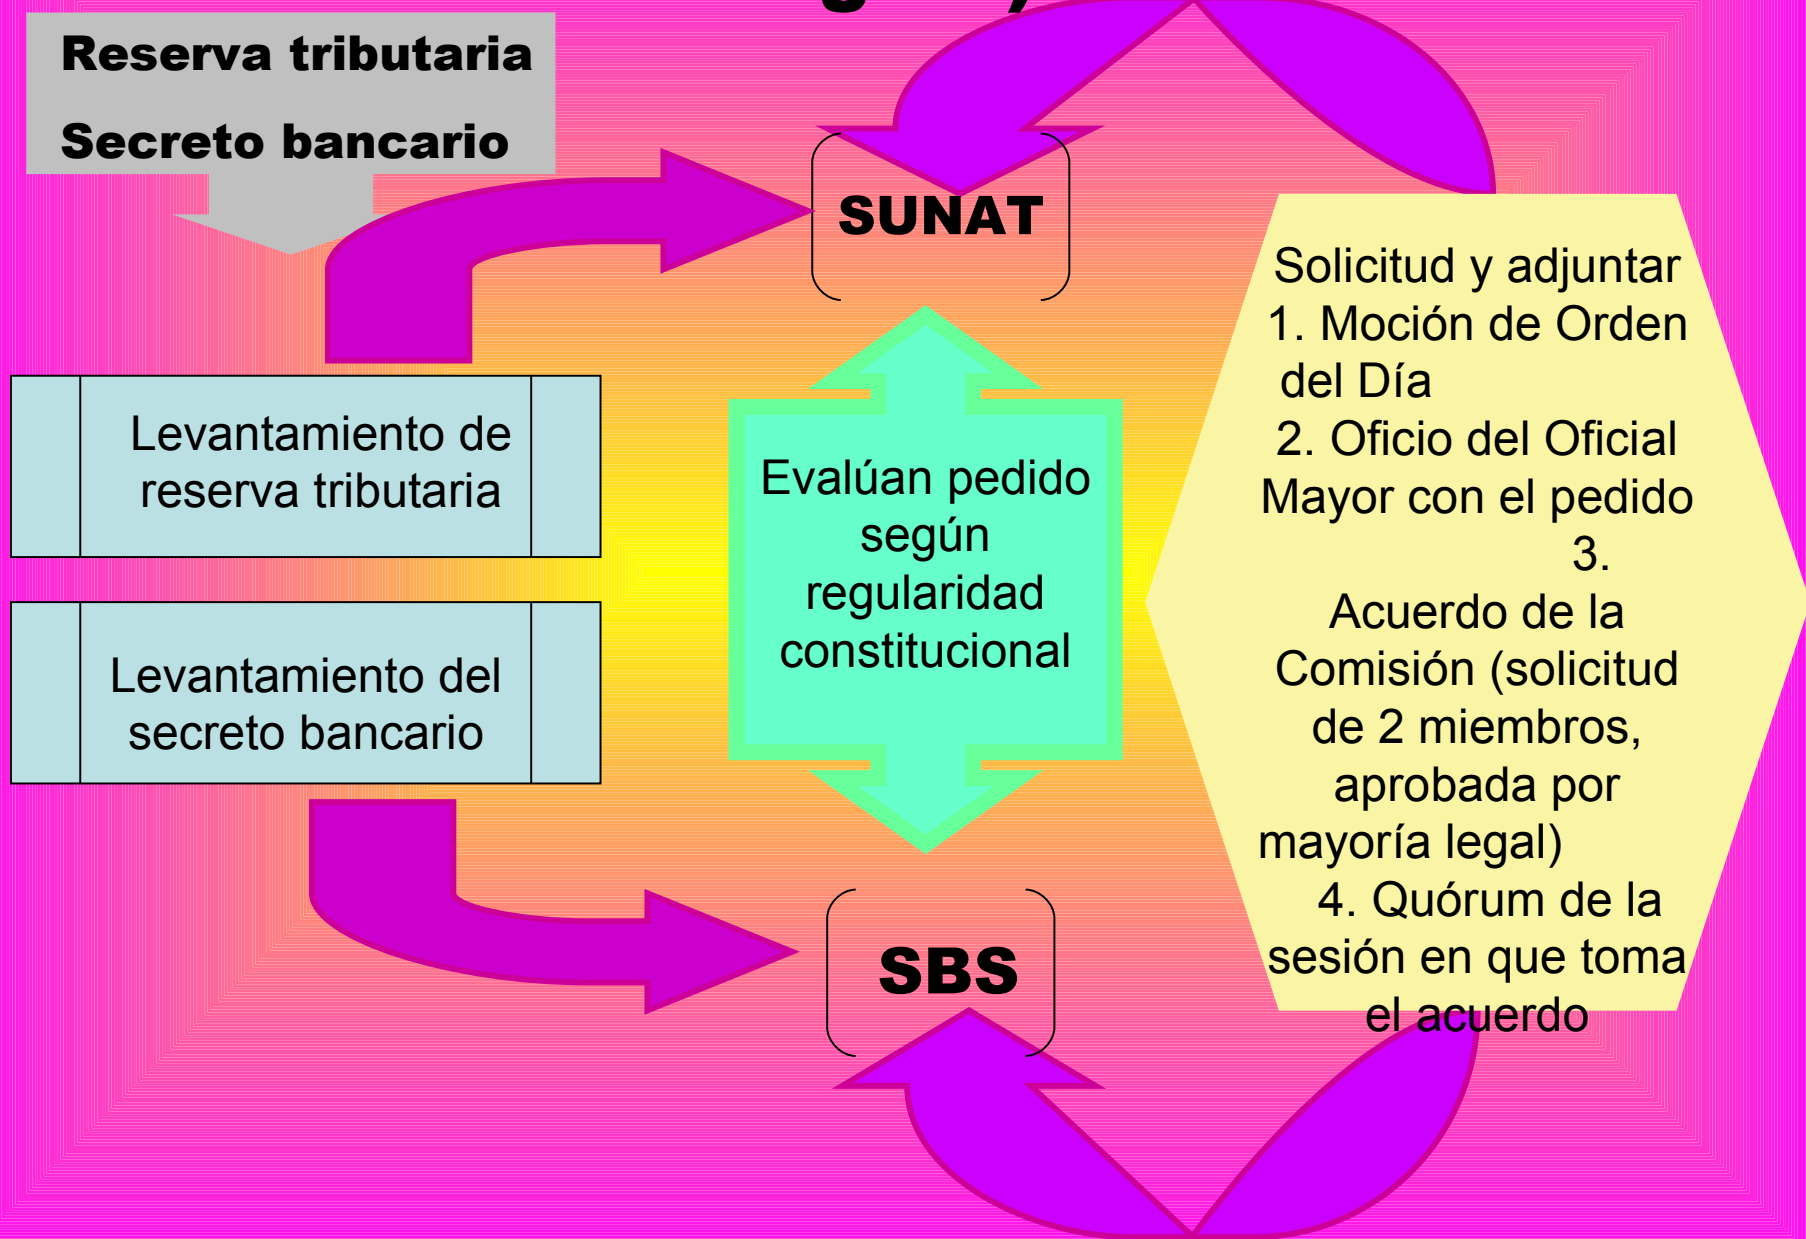 Reserva tributaria
Secreto bancario
SUNAT
Levantamiento de
reserva tributaria
Levantamiento del
secreto bancario
Evalúan pedido
según
regularidad
constitucional
SBS
Solicitud y adjuntar
1. Moción de Orden
del Día
2. Oficio del Oficial
Mayor con el pedido
3.
Acuerdo de la
Comisión (solicitud
de 2 miembros,
aprobada por
mayoría legal)
4. Quórum de la
sesión en que toma
el acuerdo